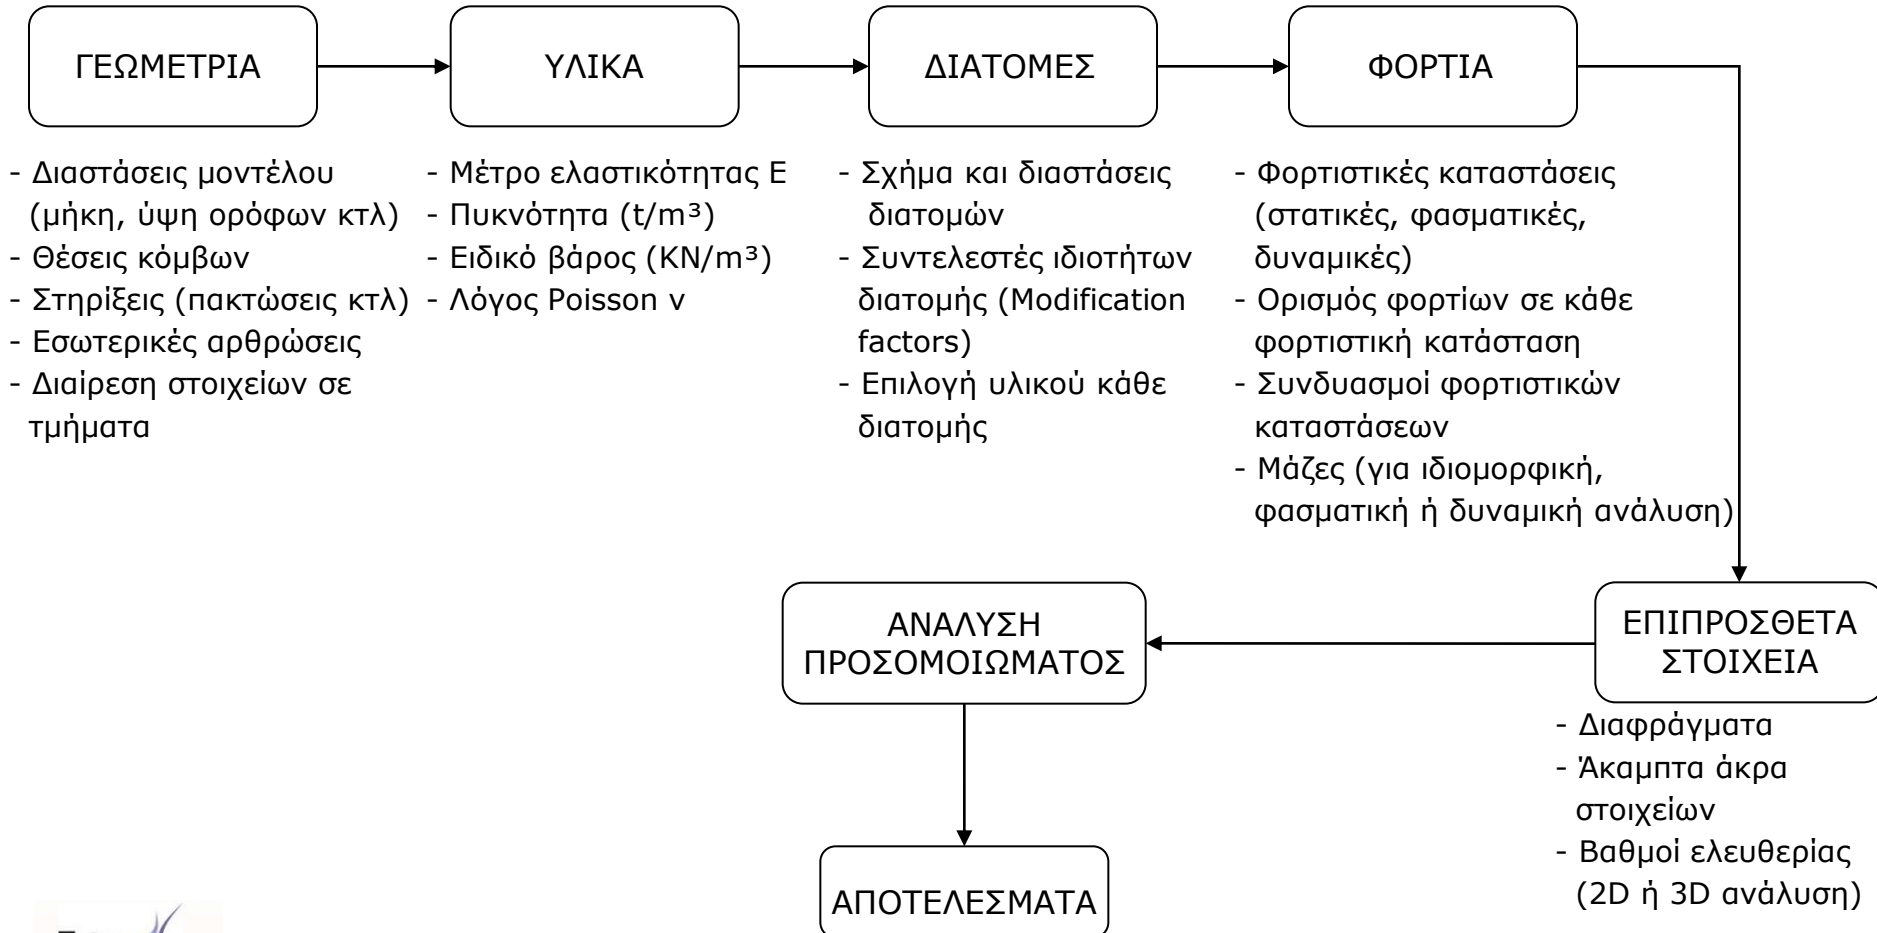 ΓΕΩΜΕΤΡΙΑ
- Διαστάσεις μοντέλου
(μήκη, ύψη ορόφων κτλ)
- Θέσεις κόμβων
- Στηρίξεις (πακτώσεις κτλ)
- Εσωτερικές αρθρώσεις
- Διαίρεση στοιχείων σε
τμήματα
ΥΛΙΚΑ
- Μέτρο ελαστικότητας Ε
- Πυκνότητα (t/m³)
- Ειδικό βάρος (KN/m³)
- Λόγος Poisson ν
ΔΙΑΤΟΜΕΣ
- Σχήμα και διαστάσεις
διατομών
- Συντελεστές ιδιοτήτων
διατομής (Modification
factors)
- Επιλογή υλικού κάθε
διατομής
ΦΟΡΤΙΑ
- Φορτιστικές καταστάσεις
(στατικές, φασματικές,
δυναμικές)
- Ορισμός φορτίων σε κάθε
φορτιστική κατάσταση
- Συνδυασμοί φορτιστικών
καταστάσεων
- Μάζες (για ιδιομορφική,
φασματική ή δυναμική ανάλυση)
ΕΠΙΠΡΟΣΘΕΤΑ
ΣΤΟΙΧΕΙΑ
- Διαφράγματα
- Άκαμπτα άκρα
στοιχείων
- Βαθμοί ελευθερίας
(2D ή 3D ανάλυση)
ΑΝΑΛΥΣΗ
ΠΡΟΣΟΜΟΙΩΜΑΤΟΣ
ΑΠΟΤΕΛΕΣΜΑΤΑ